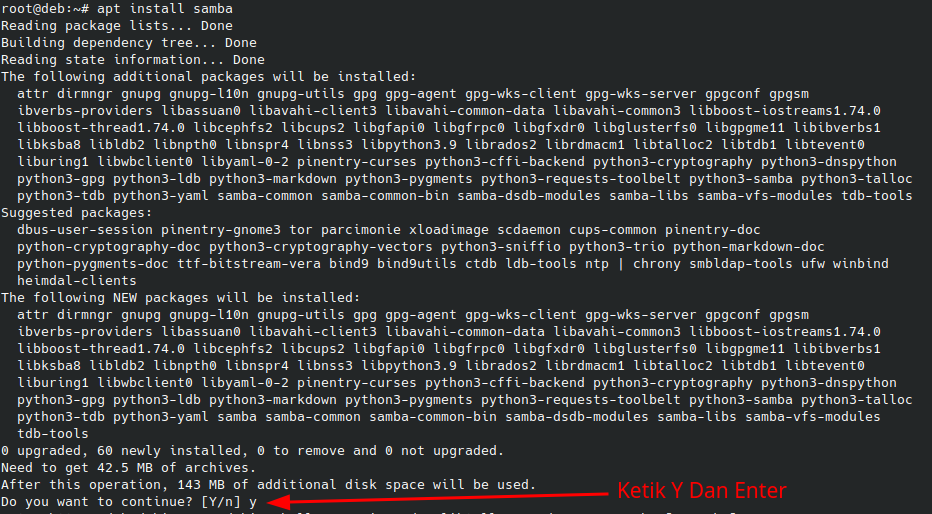 root@deb:~# apt install samba
Reading package lists... Done
Building dependency tree... Done
Reading state information... Done
The following additional packages will be installed:
  attr dirmngr gnupg gnupg-l10n gnupg-utils gpg gpg-agent gpg-wks-client gpg-wks-server gpgconf gpgsm
  ibverbs-providers libassuan0 libavahi-client3 libavahi-common-data libavahi-common3 libboost-iostreams1.74.0
  libboost-thread1.74.0 libcephfs2 libcups2 libgfapi0 libgfrpc0 libgfxdr0 libglusterfs0 libgpgme11 libibverbs1
  libksba8 libldb2 libnpth0 libnspr4 libnss3 libpython3.9 librados2 librdmacm1 libtalloc2 libtdb1 libtevent0
  liburing1 libwbclient0 libyaml-0-2 pinentry-curses python3-cffi-backend python3-cryptography python3-dnspython
  python3-gpg python3-ldb python3-markdown python3-pygments python3-requests-toolbelt python3-samba python3-talloc
  python3-tdb python3-yaml samba-common samba-common-bin samba-dsdb-modules samba-libs samba-vfs-modules tdb-tools
Suggested packages:
  dbus-user-session pinentry-gnome3 tor parcimonie xloadimage scdaemon cups-common pinentry-doc
  python-cryptography-doc python3-cryptography-vectors python3-sniffio python3-trio python-markdown-doc
  python-pygments-doc ttf-bitstream-vera bind9 bind9utils ctdb ldb-tools ntp | chrony smbldap-tools ufw winbind
  heimdal-clients
The following NEW packages will be installed:
  attr dirmngr gnupg gnupg-l10n gnupg-utils gpg gpg-agent gpg-wks-client gpg-wks-server gpgconf gpgsm
  ibverbs-providers libassuan0 libavahi-client3 libavahi-common-data libavahi-common3 libboost-iostreams1.74.0
  libboost-thread1.74.0 libcephfs2 libcups2 libgfapi0 libgfrpc0 libgfxdr0 libglusterfs0 libgpgme11 libibverbs1
  libksba8 libldb2 libnpth0 libnspr4 libnss3 libpython3.9 librados2 librdmacm1 libtalloc2 libtdb1 libtevent0
  liburing1 libwbclient0 libyaml-0-2 pinentry-curses python3-cffi-backend python3-cryptography python3-dnspython
  python3-gpg python3-ldb python3-markdown python3-pygments python3-requests-toolbelt python3-samba python3-talloc
  python3-tdb python3-yaml samba samba-common samba-common-bin samba-dsdb-modules samba-libs samba-vfs-modules
  tdb-tools
0 upgraded, 60 newly installed, 0 to remove and 0 not upgraded.
Need to get 42.5 MB of archives.
After this operation, 143 MB of additional disk space will be used.
Do you want to continue? [Y/n] y
Ketik Y Dan Enter